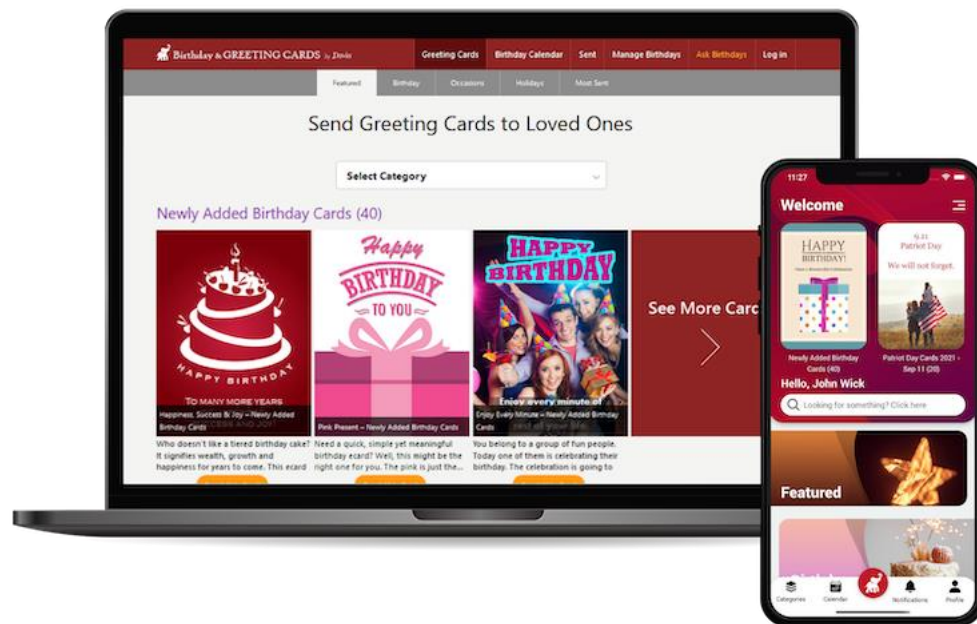 Birthday & GREETING CARDS by Davia
Greeting Cards Birthday Calendar Sent Manage Birthdays Ask Birthdays Log in
Featured Birthday Occasions Holidays Most Sent
Send Greeting Cards to Loved Ones
Select Category
Newly Added Birthday Cards (40)
HAPPY BIRTHDAY
TO MANY MORE YEARS
Happiness, Success & Joy – Newly Added
Birthday Cards
Who doesn't like a tiered birthday cake?
It signifies wealth, growth and
happiness for years to come. This ecard
Happy
BIRTHDAY
TO YOU
Pink Present – Newly Added Birthday Cards
Need a quick, simple yet meaningful
birthday ecard? Well, this might be the
right one for you. The pink is just the...
HAPPY
BIRTHDAY
Enjoy every minute of
Enjoy Every Minute – Newly Added Birthday
Cards
You belong to a group of fun people.
Today one of them is celebrating their
birthday. The celebration is going to
See More Card
11:27
Welcome
HAPPY
BIRTHDAY!
Newly Added Birthday
Cards (40)
9.11
Patriot Day
We will not forget.
Patriot Day Cards 2021 -
Sep 11 (20)
Hello, John Wick
Looking for something? Click here
Featured
Categories Calendar Notifications Profile